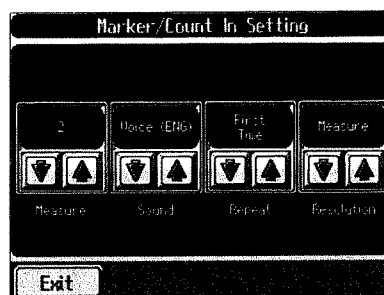 Marker/Count In Setting
2
Voice (ENG)
First
Time
Measure
Measure
Sound
Repeat
Resolution
Exit